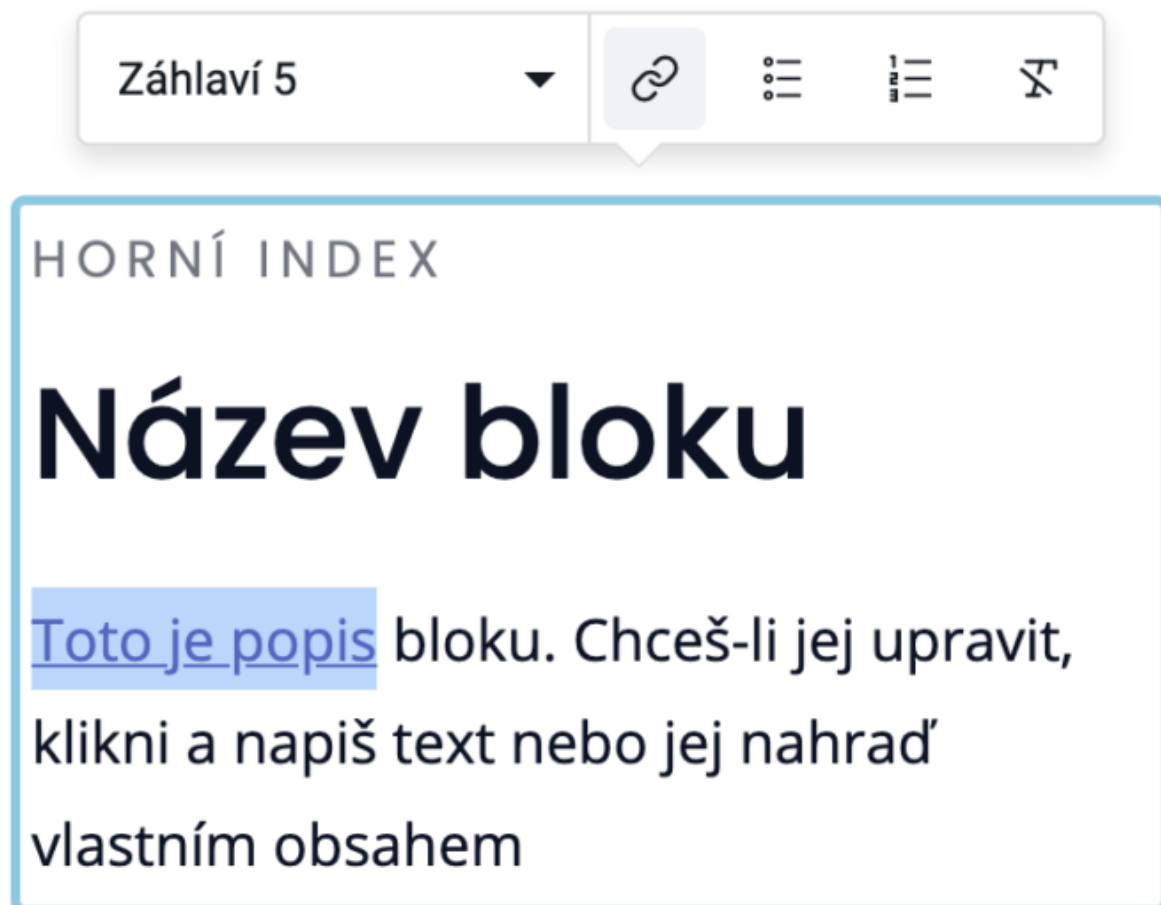 Záhlaví 5
HORNÍ INDEX
Název bloku
Toto je popis bloku. Chceš-li jej upravit,
klikni a napiš text nebo jej nahraď
vlastním obsahem